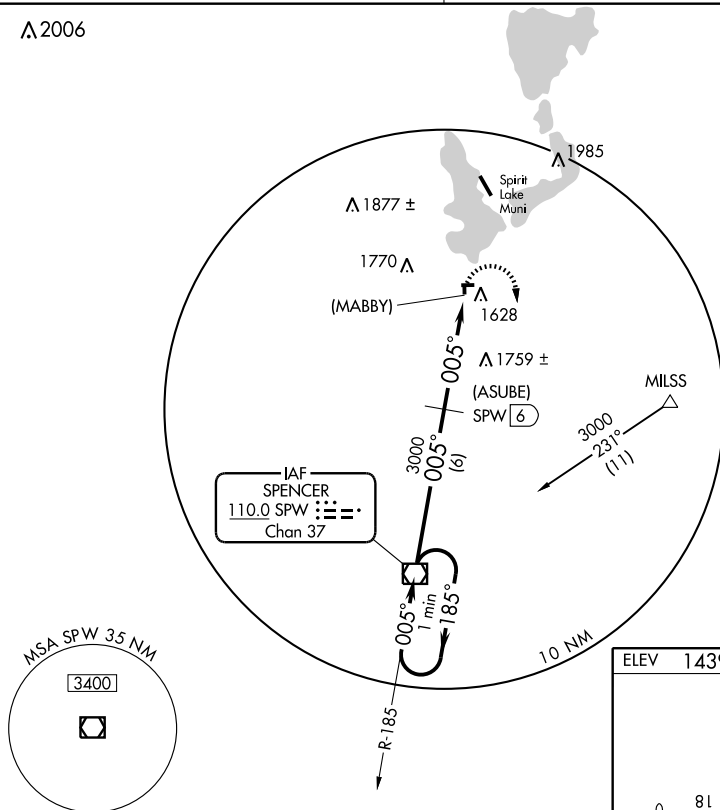 2006
1985
Spirit
Lake
Muni
1877 ±
1770
(MABBY)
1628
005°
1759 ±
(ASUBE)
SPW 6
MILSS
3000
231°
(11)
3000
005°
(6)
IAF
SPENCER
110.0 SPW
Chan 37
005°
1 min
185°
10 NM
R-185
MSA SPW 35 NM
3400
ELEV 1439
18